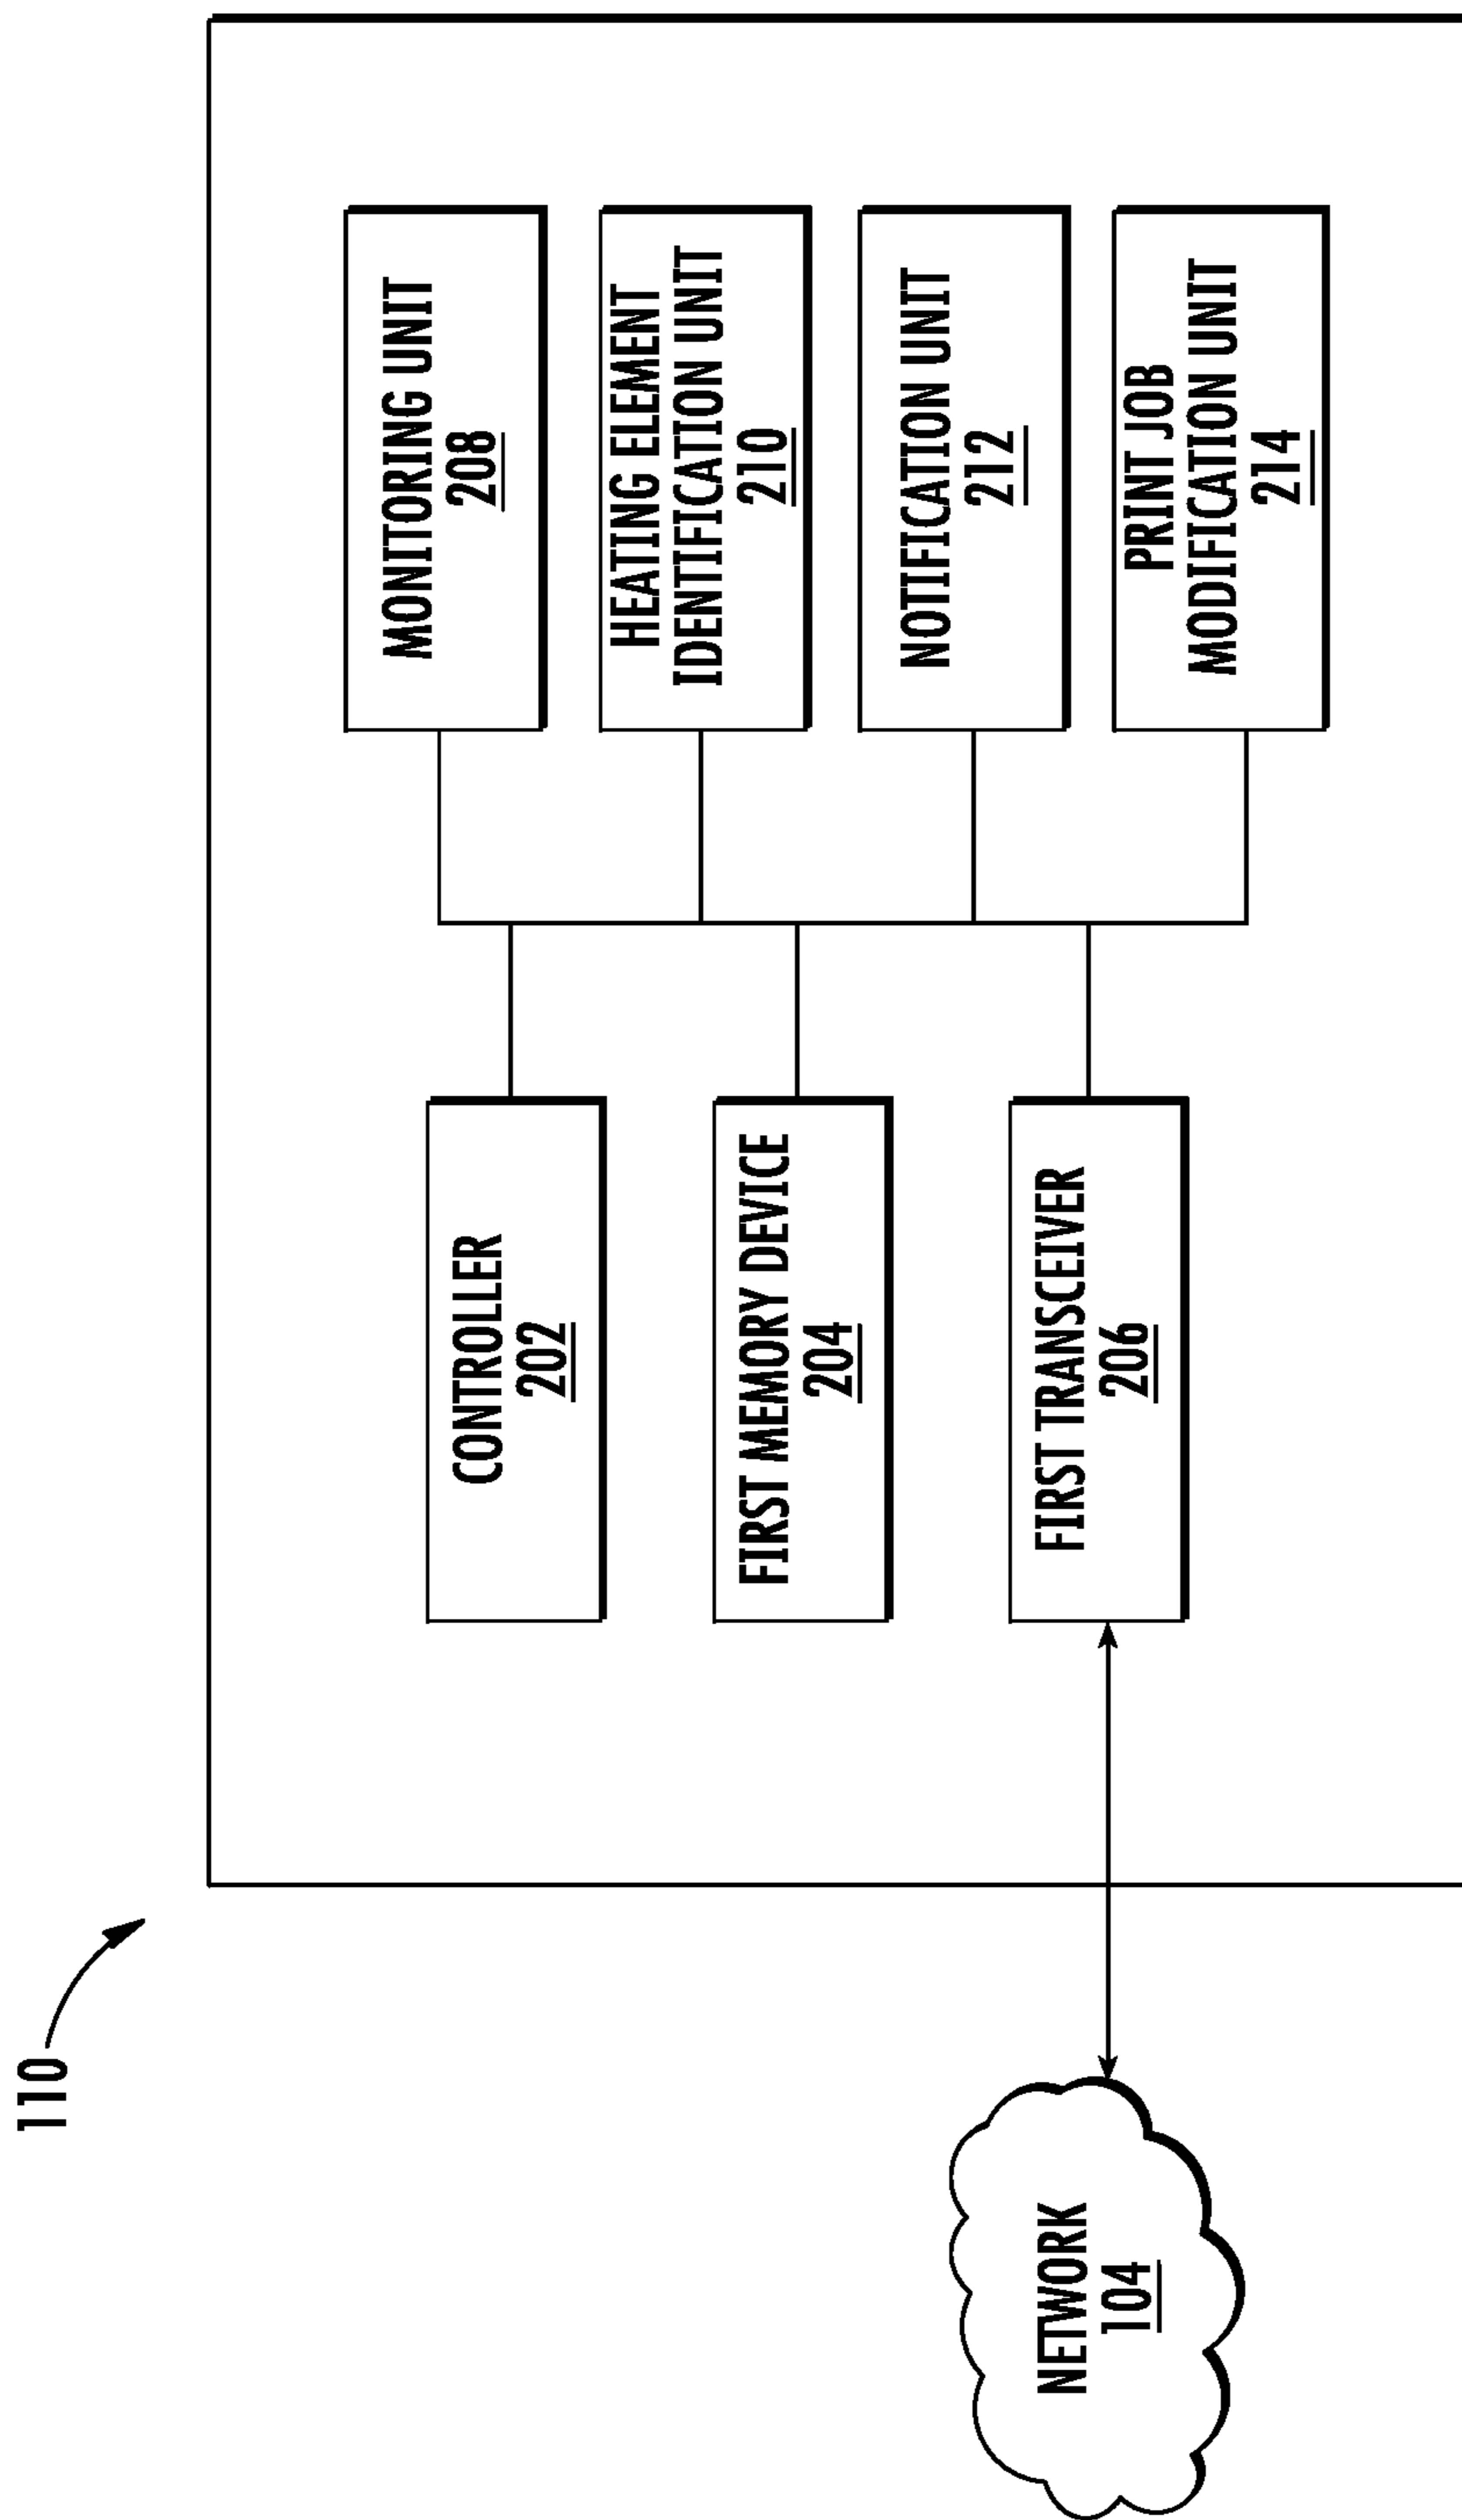 110
CONTROLLER
202
FIRST MEMORY DEVICE
204
FIRST TRANSCEIVER
206
NETWORK
104
MONITORING UNIT
208
HEATING ELEMENT
IDENTIFICATION UNIT
210
NOTIFICATION UNIT
212
PRINT JOB
MODIFICATION UNIT
214